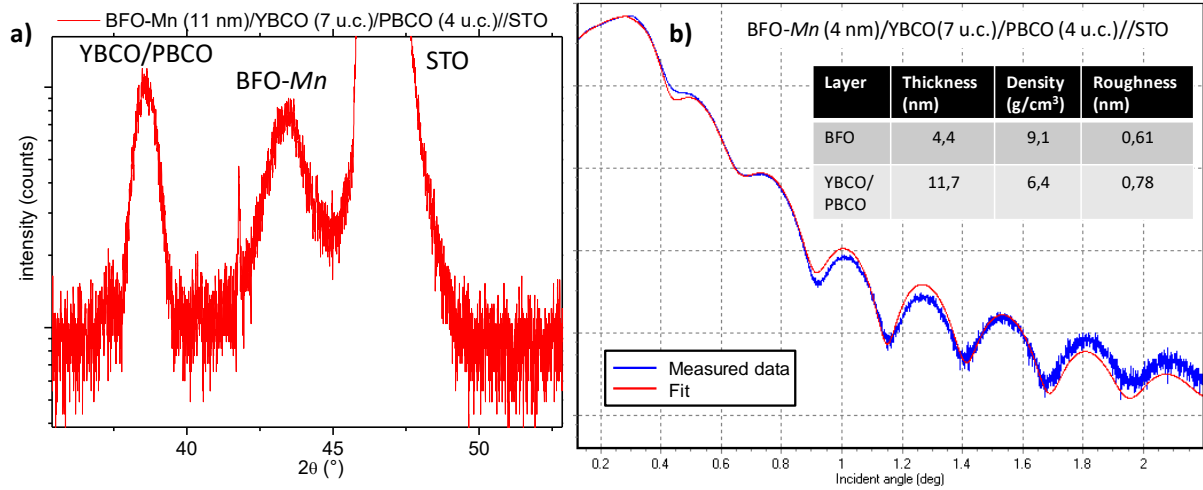 a)
BFO-Mn (11 nm)/YBCO (7 u.c.)/PBCO (4 u.c.)//STO
YBCO/PBCO
BFO-Mn
STO
intensity (counts)
40 45 50
2θ (°)
b)
BFO-Mn (4 nm)/YBCO(7 u.c.)/PBCO (4 u.c.)//STO
Layer Thickness (nm) Density (g/cm³) Roughness (nm)
BFO 4,4 9,1 0,61
YBCO/ PBCO 11,7 6,4 0,78
Measured data
Fit
0.2 0.4 0.6 0.8 1 1.2 1.4 1.6 1.8 2
Incident angle (deg)